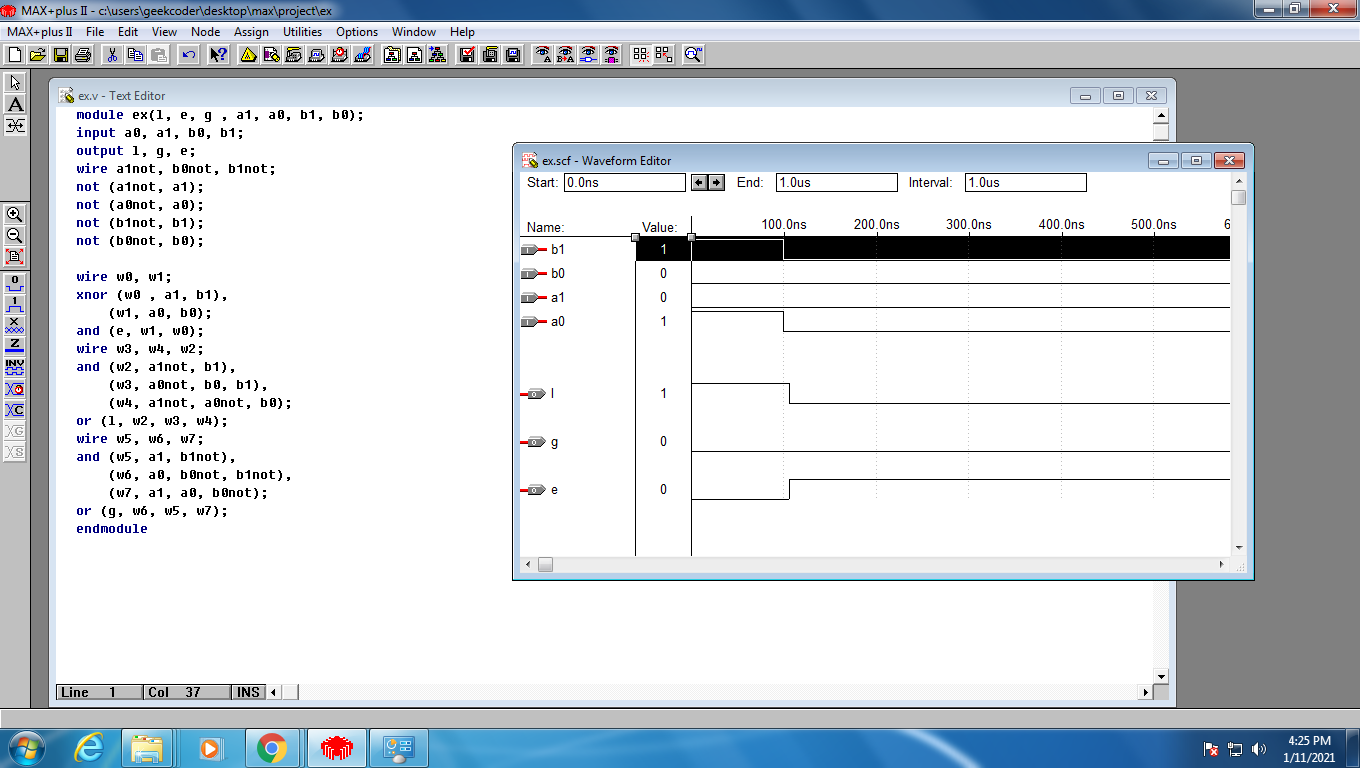 MAX+plus II - c:\users\geekcoder\desktop\max\project\ex
MAX+plus II File Edit View Node Assign Utilities Options Window Help
ex.v - Text Editor
module ex(l, e, g , a1, a0, b1, b0);
input a0, a1, b0, b1;
output l, g, e;
wire a1not, b0not, b1not;
not (a1not, a1);
not (a0not, a0);
not (b1not, b1);
not (b0not, b0);
wire w0, w1;
xnor (w0 , a1, b1),
(w1, a0, b0);
and (e, w1, w0);
wire w3, w4, w2;
and (w2, a1not, b1),
(w3, a0not, b0, b1),
(w4, a1not, a0not, b0);
or (l, w2, w3, w4);
wire w5, w6, w7;
and (w5, a1, b1not),
(w6, a0, b0not, b1not),
(w7, a1, a0, b0not);
or (g, w6, w5, w7);
endmodule
Line 1 Col 37 INS
ex.scf - Waveform Editor
Start: 0.0ns End: 1.0us Interval: 1.0us
Name: Value: 100.0ns 200.0ns 300.0ns 400.0ns 500.0ns 6
b1 1
b0 0
a1 0
a0 1
l 1
g 0
e 0
4:25 PM
1/11/2021